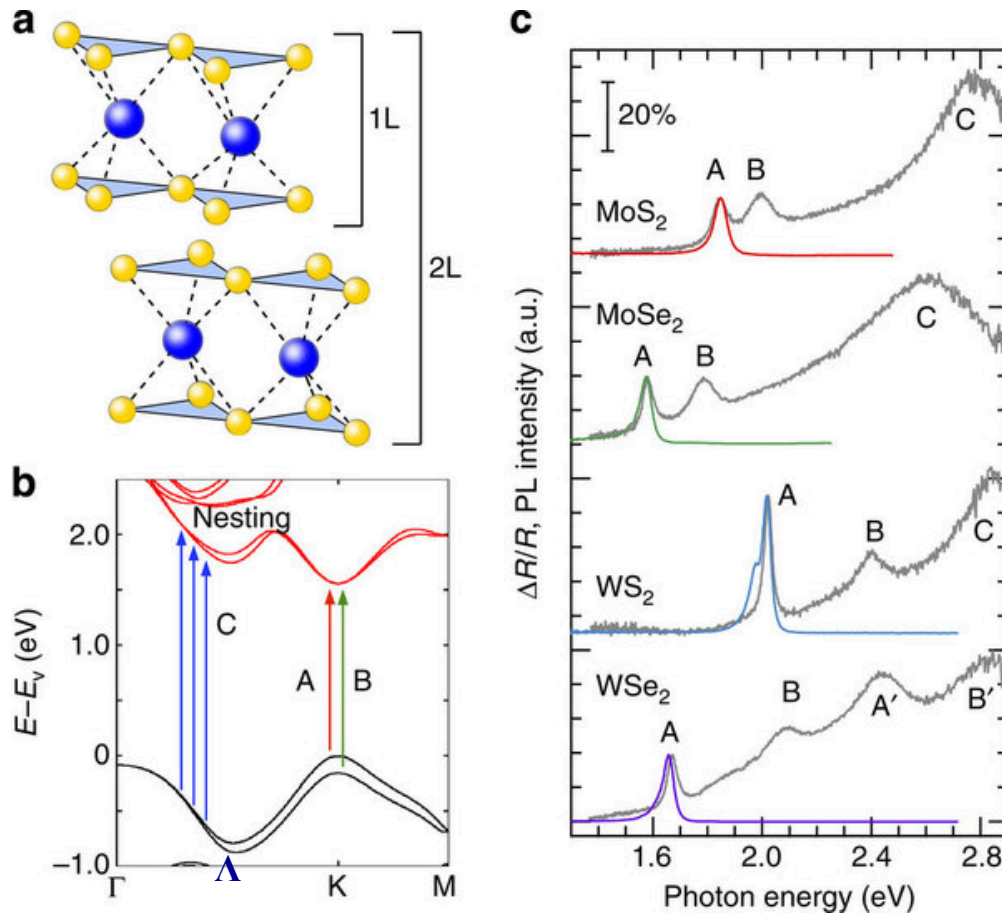 a
1L
2L
b
Nesting
C
A
B
E–Eᵥ (eV)
2.0
1.0
0
–1.0
Γ
Λ
K
M
c
20%
A
B
C
MoS₂
MoSe₂
A
B
C
A
B
C
WS₂
WSe₂
A
B
A′
B′
ΔR/R, PL intensity (a.u.)
1.6
2.0
2.4
2.8
Photon energy (eV)